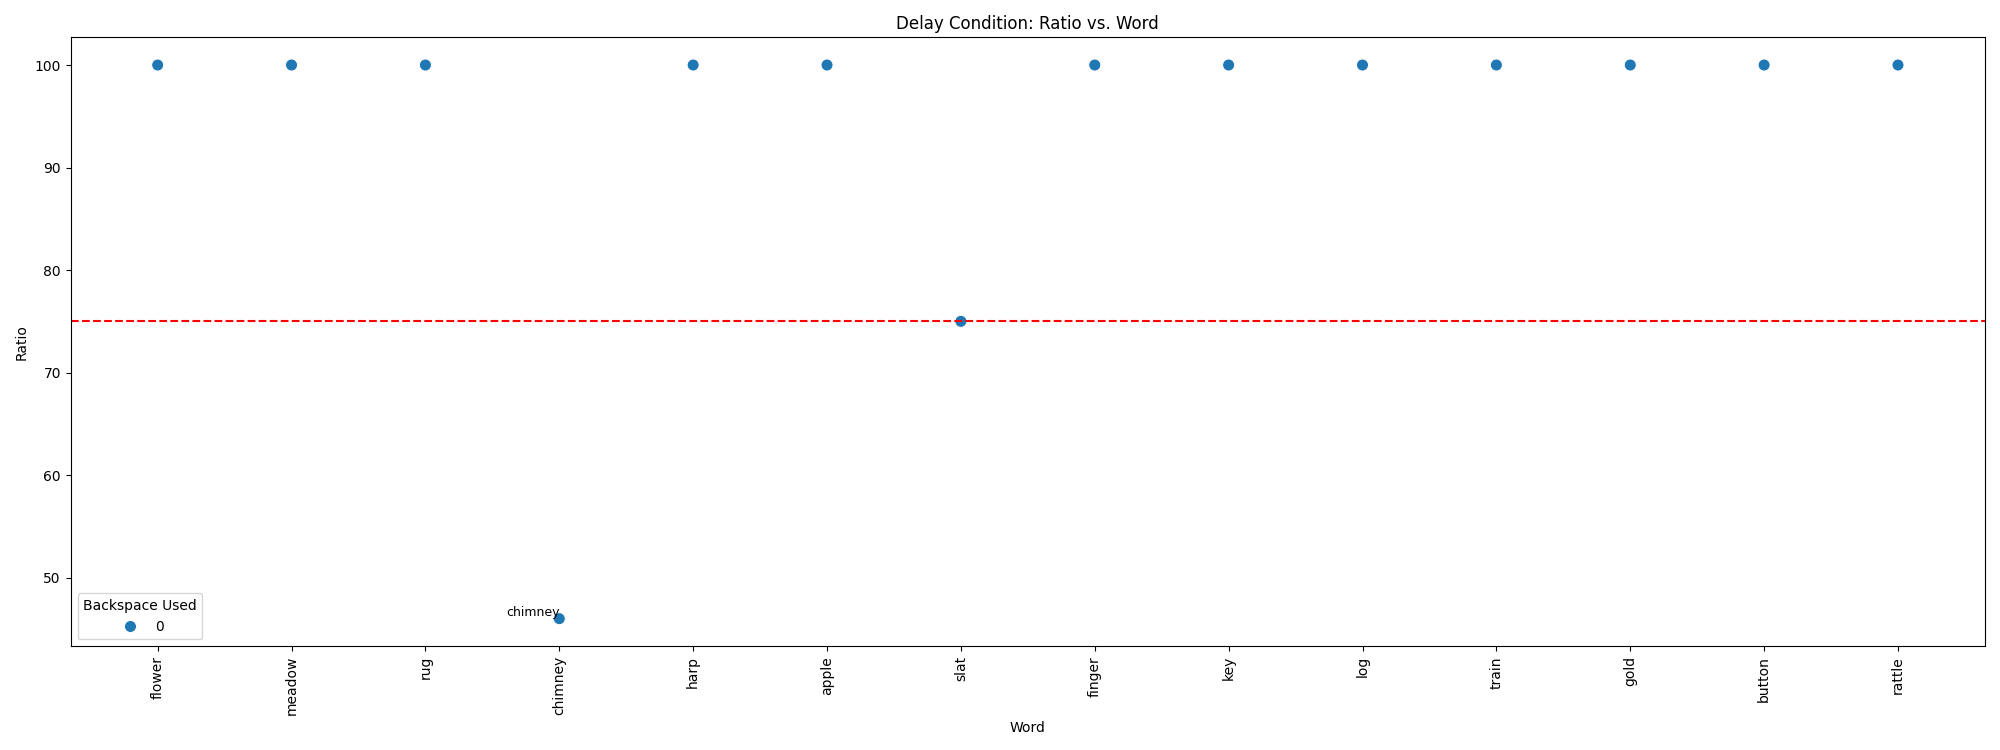 Delay Condition: Ratio vs. Word
Ratio
100
90
80
70
60
50
chimney
Backspace Used
0
flower
meadow
rug
chimney
harp
apple
slat
finger
key
log
train
gold
button
rattle
Word